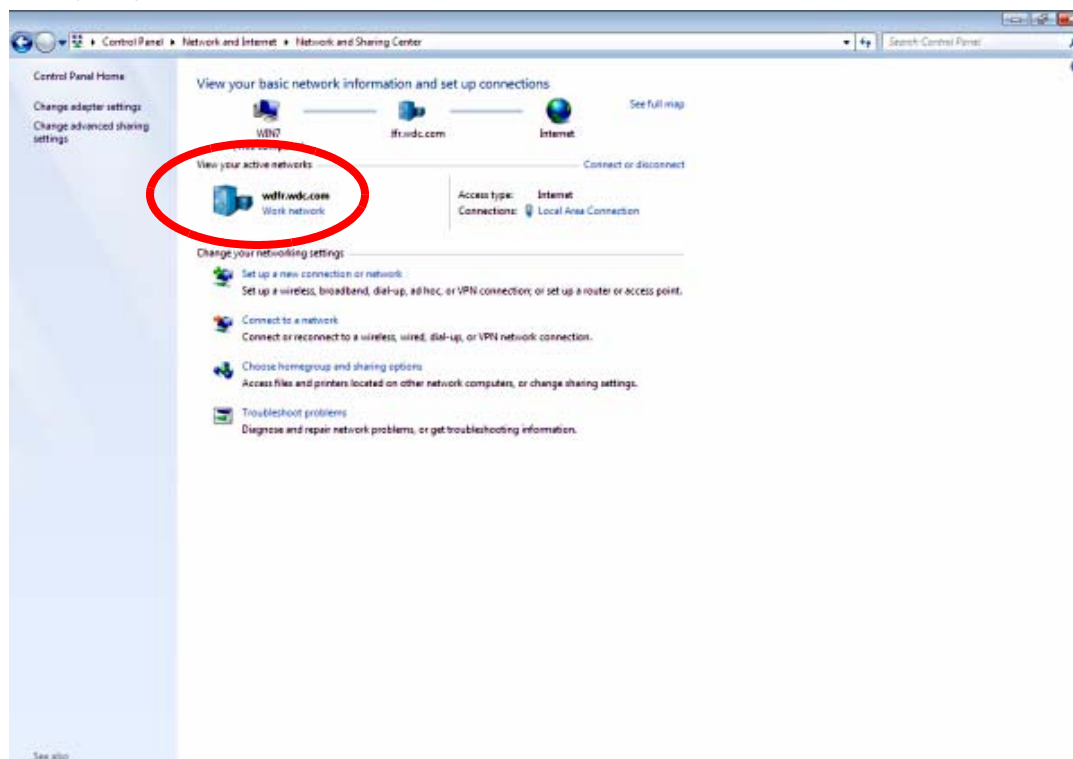 Control Panel ▸ Network and Internet ▸ Network and Sharing Center
Search Control Panel
Control Panel Home
Change adapter settings
Change advanced sharing
settings
View your basic network information and set up connections
See full map
WIN7
lfr.wdc.com
Internet
View your active networks
Connect or disconnect
wdlfr.wdc.com
Work network
Access type: Internet
Connections: Local Area Connection
Change your networking settings
Set up a new connection or network
Set up a wireless, broadband, dial-up, ad hoc, or VPN connection; or set up a router or access point.
Connect to a network
Connect or reconnect to a wireless, wired, dial-up, or VPN network connection.
Choose homegroup and sharing options
Access files and printers located on other network computers, or change sharing settings.
Troubleshoot problems
Diagnose and repair network problems, or get troubleshooting information.
See also